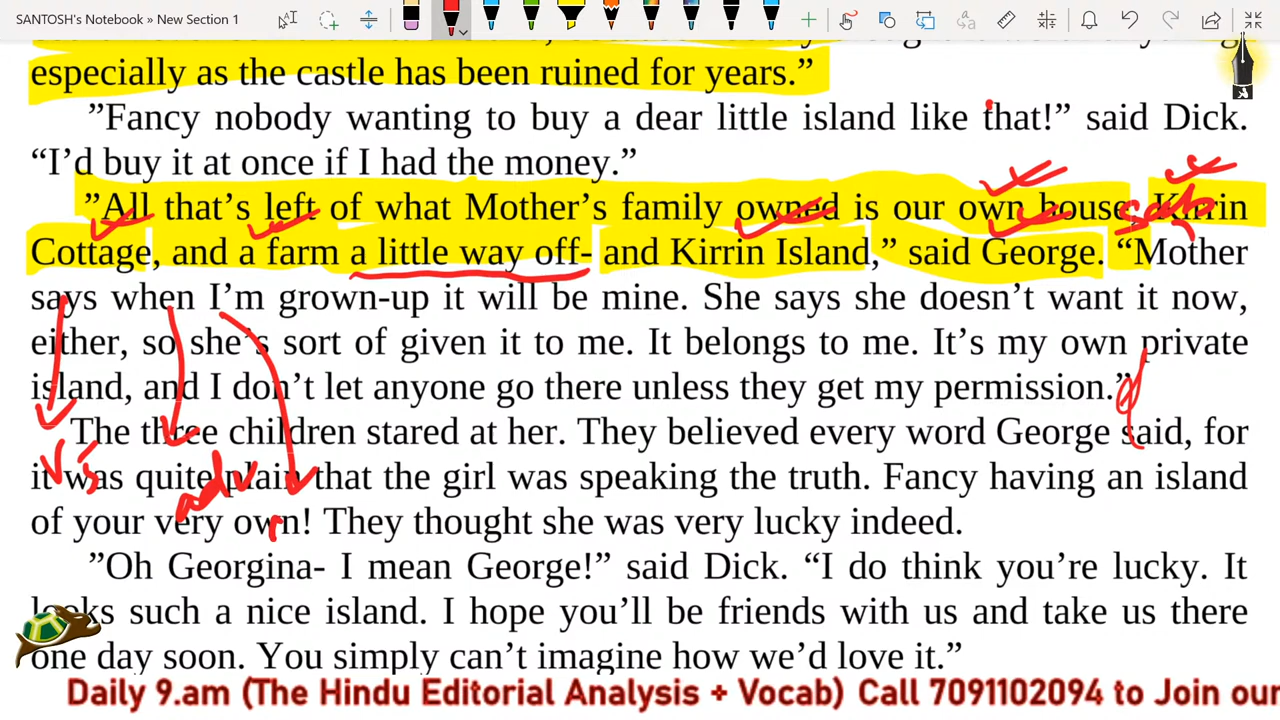 SANTOSH's Notebook » New Section 1
especially as the castle has been ruined for years.”
”Fancy nobody wanting to buy a dear little island like that!” said Dick.
“I’d buy it at once if I had the money.”
”All that’s left of what Mother’s family owned is our own house, Kirrin
Cottage, and a farm a little way off- and Kirrin Island,” said George. “Mother
says when I’m grown-up it will be mine. She says she doesn’t want it now,
either, so she’s sort of given it to me. It belongs to me. It’s my own private
island, and I don’t let anyone go there unless they get my permission.”
The three children stared at her. They believed every word George said, for
it was quite plain that the girl was speaking the truth. Fancy having an island
of your very own! They thought she was very lucky indeed.
”Oh Georgina- I mean George!” said Dick. “I do think you’re lucky. It
looks such a nice island. I hope you’ll be friends with us and take us there
one day soon. You simply can’t imagine how we’d love it.”
Daily 9.am (The Hindu Editorial Analysis + Vocab) Call 7091102094 to Join our